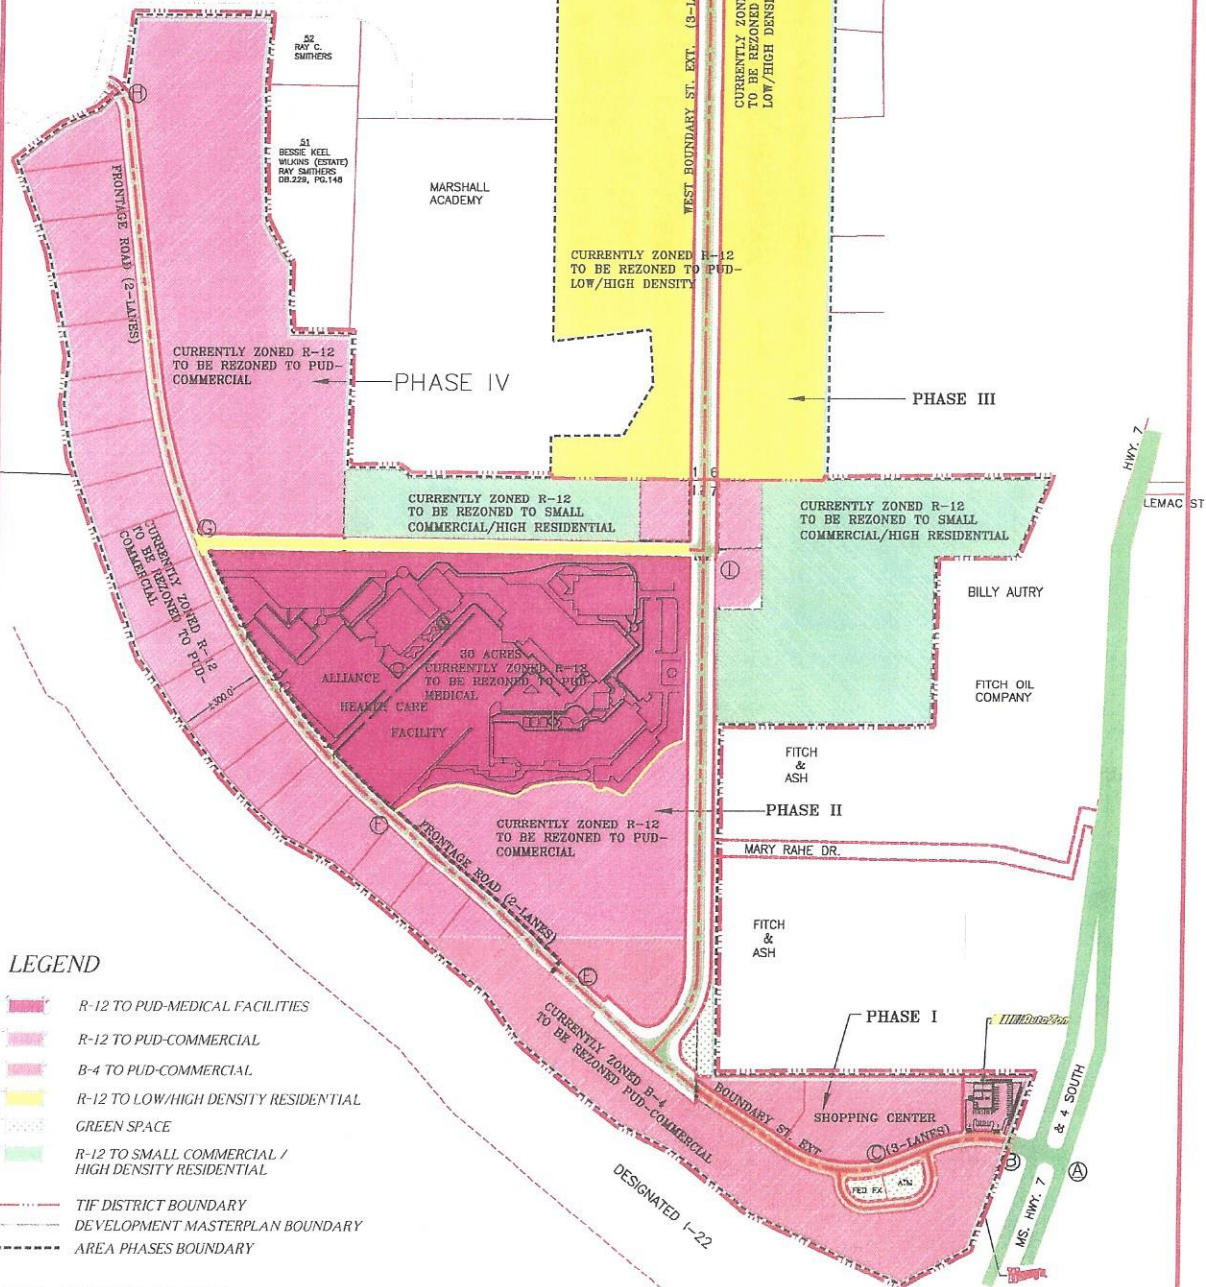 52
RAY C.
SMITHERS
51
BESSIE KEEL
WILKINS (ESTATE)
RAY SMITHERS
DB.229, PG.148
MARSHALL
ACADEMY
WEST BOUNDARY ST. EXT. (3-L
CURRENTLY ZONE
TO BE REZONED
LOW/HIGH DENSI
H
FRONTAGE ROAD (2-LANES)
CURRENTLY ZONED R-12
TO BE REZONED TO PUD-
LOW/HIGH DENSITY
CURRENTLY ZONED R-12
TO BE REZONED TO PUD-
COMMERCIAL
PHASE IV
PHASE III
HWY. 7
LEMAC ST
16
17
CURRENTLY ZONED R-12
TO BE REZONED TO SMALL
COMMERCIAL/HIGH RESIDENTIAL
CURRENTLY ZONED R-12
TO BE REZONED TO SMALL
COMMERCIAL/HIGH RESIDENTIAL
G
I
CURRENTLY ZONED R-12
TO BE REZONED TO PUD-
COMMERCIAL
BILLY AUTRY
30 ACRES
CURRENTLY ZONED R-12
TO BE REZONED TO PUD-
MEDICAL
ALLIANCE
HEALTH CARE
FACILITY
±300.0'
FITCH OIL
COMPANY
FITCH
&
ASH
PHASE II
F
CURRENTLY ZONED R-12
TO BE REZONED TO PUD-
COMMERCIAL
FRONTAGE ROAD (2-LANES)
MARY RAHE DR.
FITCH
&
ASH
E
CURRENTLY ZONED B-4
TO BE REZONED PUD-COMMERCIAL
PHASE I
AutoZone
BOUNDARY ST. EXT
SHOPPING CENTER
(3-LANES)
C
FED EX
ATM
B
A
MS. HWY. 7
& 4 SOUTH
DESIGNATED I-22
LEGEND
R-12 TO PUD-MEDICAL FACILITIES
R-12 TO PUD-COMMERCIAL
B-4 TO PUD-COMMERCIAL
R-12 TO LOW/HIGH DENSITY RESIDENTIAL
GREEN SPACE
R-12 TO SMALL COMMERCIAL /
HIGH DENSITY RESIDENTIAL
TIF DISTRICT BOUNDARY
DEVELOPMENT MASTERPLAN BOUNDARY
AREA PHASES BOUNDARY